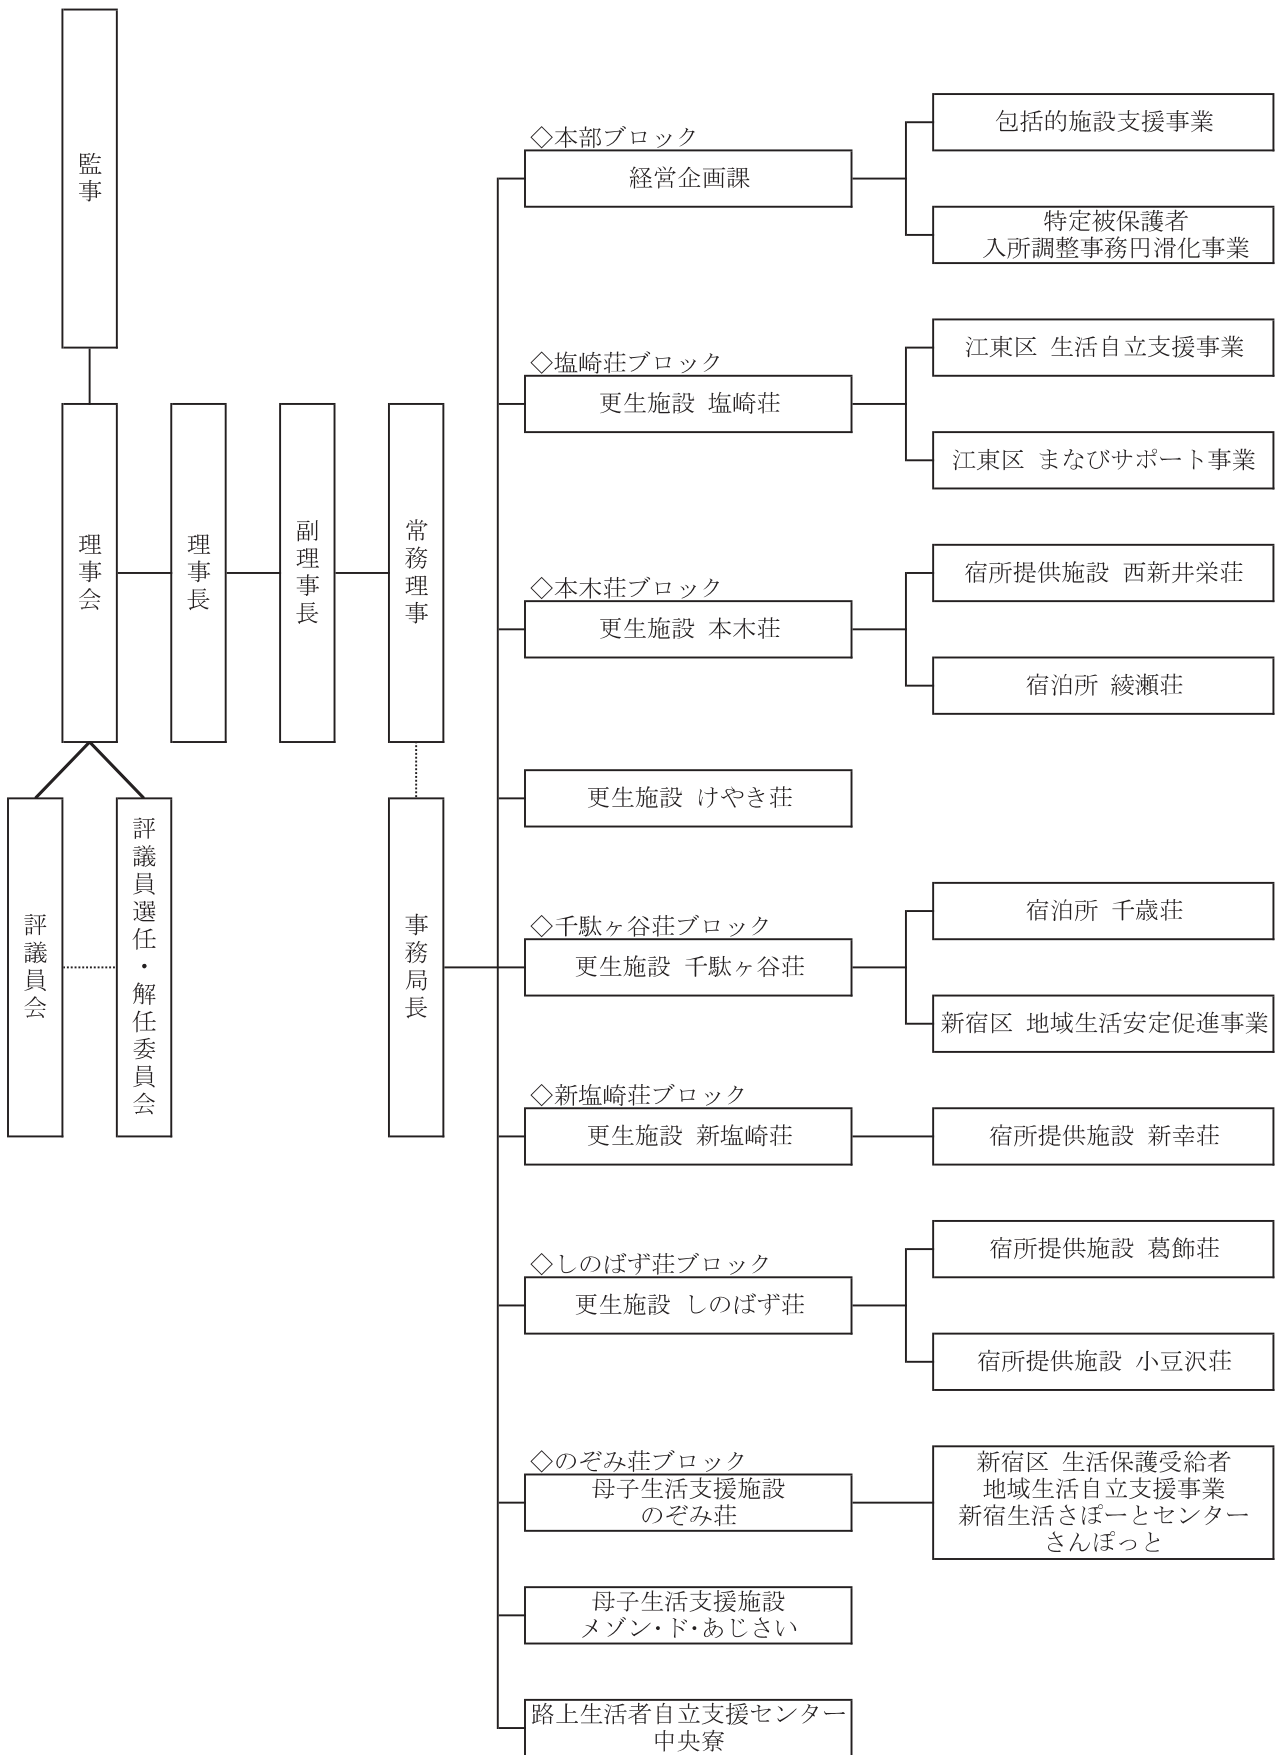 監事
理事会
理事長
副理事長
常務理事
評議員会
評議員選任・解任委員会
事務局長
◇本部ブロック
経営企画課
包括的施設支援事業
特定被保護者
入所調整事務円滑化事業
◇塩崎荘ブロック
更生施設 塩崎荘
江東区 生活自立支援事業
江東区 まなびサポート事業
◇本木荘ブロック
更生施設 本木荘
宿所提供施設 西新井栄荘
宿泊所 綾瀬荘
更生施設 けやき荘
◇千駄ヶ谷荘ブロック
更生施設 千駄ヶ谷荘
宿泊所 千歳荘
新宿区 地域生活安定促進事業
◇新塩崎荘ブロック
更生施設 新塩崎荘
宿所提供施設 新幸荘
◇しのばず荘ブロック
更生施設 しのばず荘
宿所提供施設 葛飾荘
宿所提供施設 小豆沢荘
◇のぞみ荘ブロック
母子生活支援施設
のぞみ荘
新宿区 生活保護受給者
地域生活自立支援事業
新宿生活さぽーとセンター
さんぽっと
母子生活支援施設
メゾン・ド・あじさい
路上生活者自立支援センター
中央寮